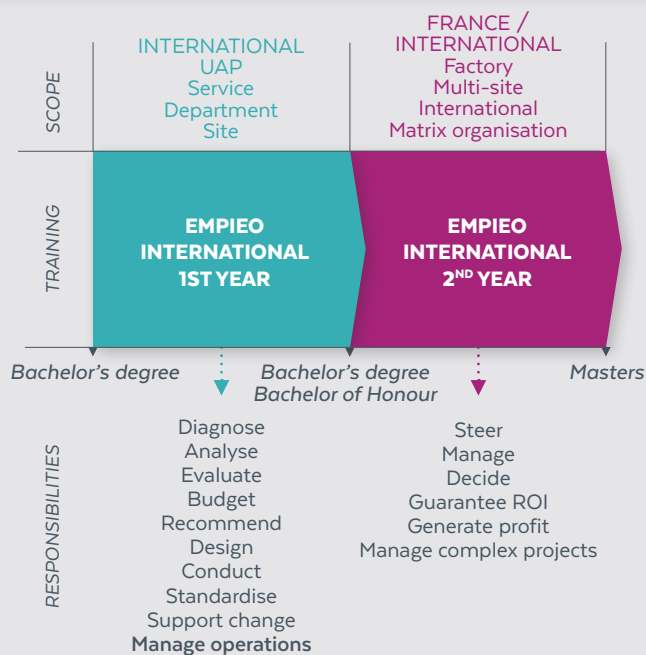 SCOPE
INTERNATIONAL
UAP
Service
Department
Site
FRANCE /
INTERNATIONAL
Factory
Multi-site
International
Matrix organisation
TRAINING
EMPIEO
INTERNATIONAL
1ST YEAR
EMPIEO
INTERNATIONAL
2ND YEAR
Bachelor's degree
Bachelor's degree
Bachelor of Honour
Masters
RESPONSIBILITIES
Diagnose
Analyse
Evaluate
Budget
Recommend
Design
Conduct
Standardise
Support change
Manage operations
Steer
Manage
Decide
Guarantee ROI
Generate profit
Manage complex projects